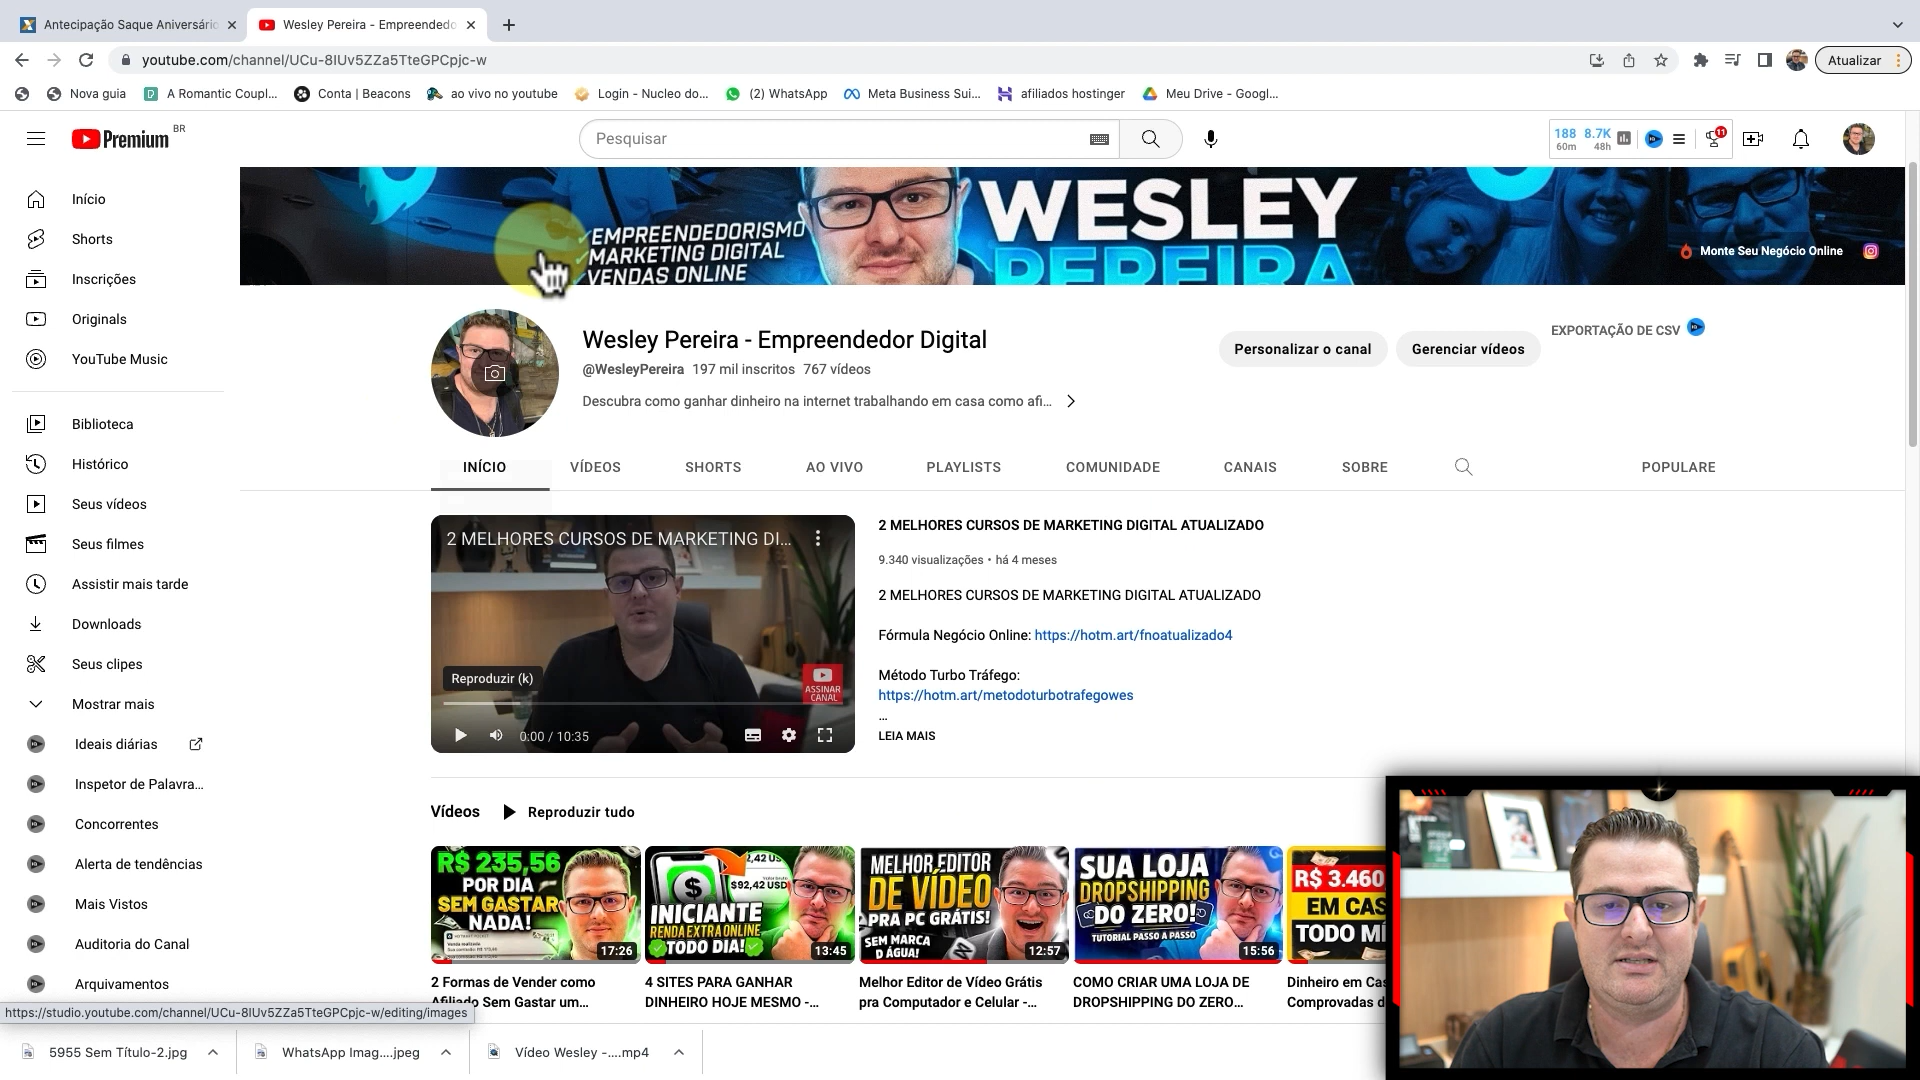 Antecipação Saque Aniversário
Wesley Pereira - Empreendedo
youtube.com/channel/UCu-8IUv5ZZa5TteGPCpjc-w
Atualizar
Nova guia
A Romantic Coupl...
Conta | Beacons
ao vivo no youtube
Login - Nucleo do...
(2) WhatsApp
Meta Business Sui...
afiliados hostinger
Meu Drive - Googl...
Premium BR
Pesquisar
188 8.7K
60m 48h
11
Início
Shorts
Inscrições
Originals
YouTube Music
Biblioteca
Histórico
Seus vídeos
Seus filmes
Assistir mais tarde
Downloads
Seus clipes
Mostrar mais
Ideais diárias
Inspetor de Palavra...
Concorrentes
Alerta de tendências
Mais Vistos
Auditoria do Canal
Arquivamentos
EMPREENDEDORISMO
MARKETING DIGITAL
VENDAS ONLINE
WESLEY
PEREIRA
Monte Seu Negócio Online
Wesley Pereira - Empreendedor Digital
@WesleyPereira 197 mil inscritos 767 vídeos
Descubra como ganhar dinheiro na internet trabalhando em casa como afi...
Personalizar o canal
Gerenciar vídeos
EXPORTAÇÃO DE CSV
INÍCIO
VÍDEOS
SHORTS
AO VIVO
PLAYLISTS
COMUNIDADE
CANAIS
SOBRE
POPULARE
2 MELHORES CURSOS DE MARKETING DI...
Reproduzir (k)
ASSINAR
CANAL
0:00 / 10:35
2 MELHORES CURSOS DE MARKETING DIGITAL ATUALIZADO
9.340 visualizações • há 4 meses
2 MELHORES CURSOS DE MARKETING DIGITAL ATUALIZADO
Fórmula Negócio Online: https://hotm.art/fnoatualizado4
Método Turbo Tráfego:
https://hotm.art/metodoturbotrafegowes
...
LEIA MAIS
Vídeos
Reproduzir tudo
R$ 235,56
POR DIA
SEM GASTAR
NADA!
17:26
2 Formas de Vender como
Afiliado Sem Gastar um...
$92,42 USD
INICIANTE
RENDA EXTRA ONLINE
TODO DIA!
13:45
4 SITES PARA GANHAR
DINHEIRO HOJE MESMO -...
MELHOR EDITOR
DE VÍDEO
PRA PC GRÁTIS!
SEM MARCA
D ÁGUA!
12:57
Melhor Editor de Vídeo Grátis
pra Computador e Celular -...
SUA LOJA
DROPSHIPPING
DO ZERO!
TUTORIAL PASSO A PASSO
15:56
COMO CRIAR UMA LOJA DE
DROPSHIPPING DO ZERO...
R$ 3.460
EM CAS
TODO MÊ
Dinheiro em Cas
Comprovadas d
https://studio.youtube.com/channel/UCu-8IUv5ZZa5TteGPCpjc-w/editing/images
5955 Sem Título-2.jpg
WhatsApp Imag....jpeg
Vídeo Wesley -....mp4